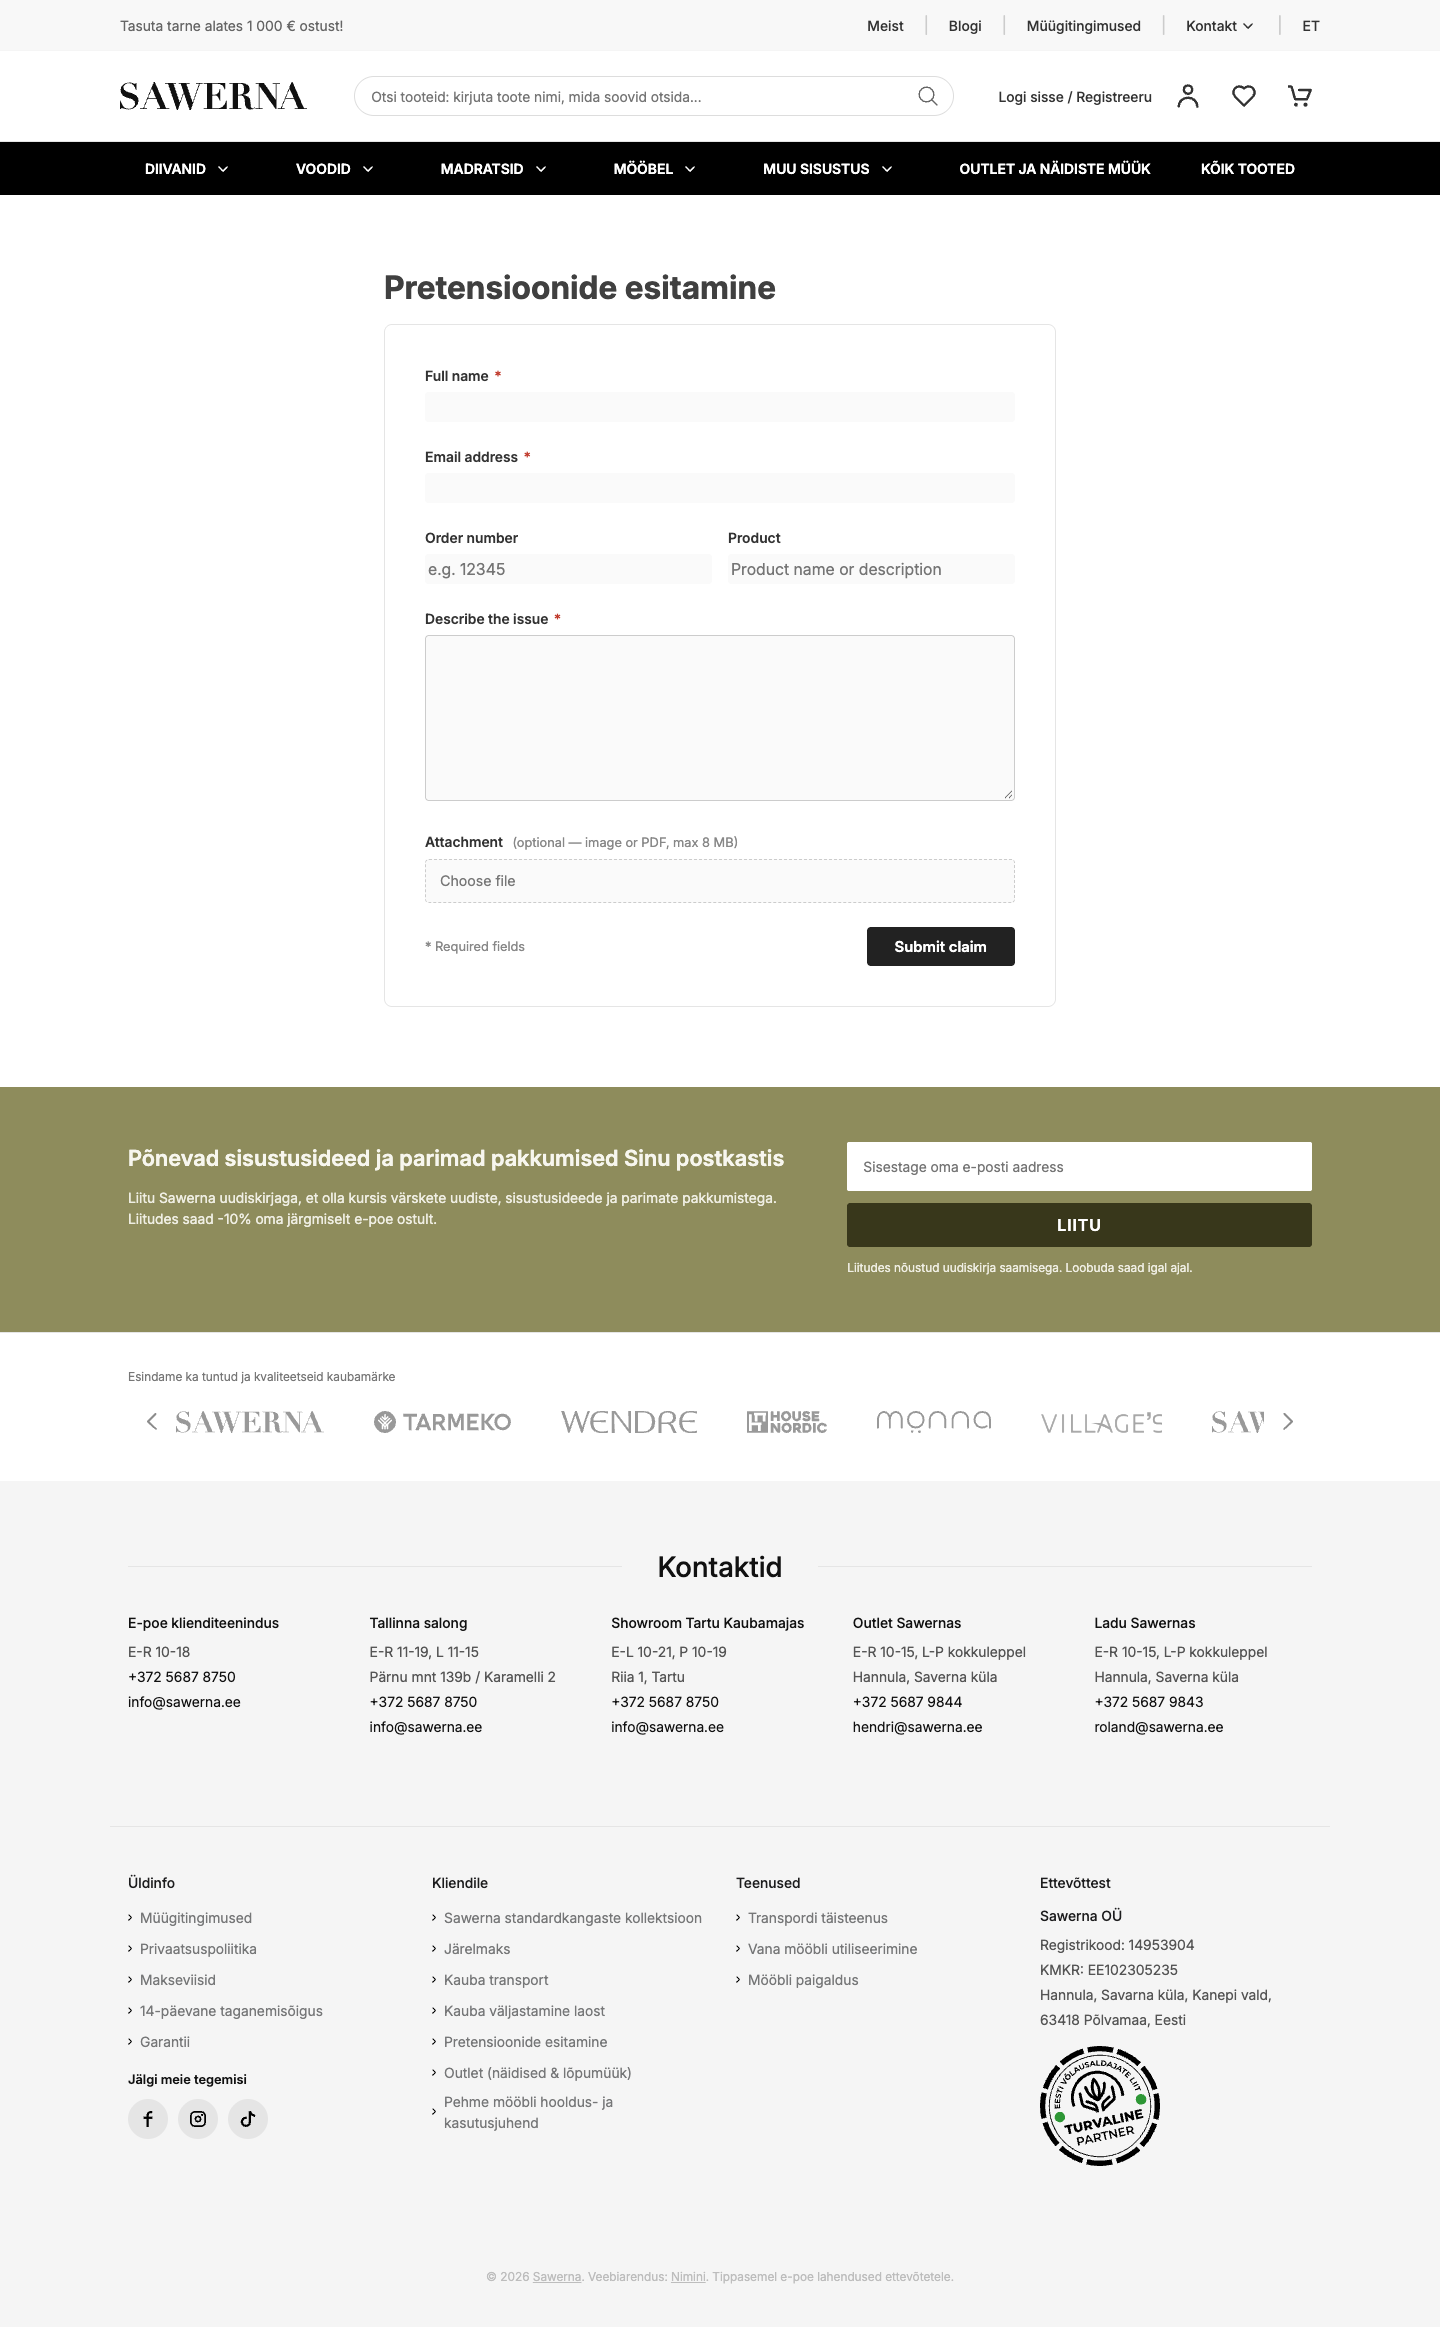 Tasuta tarne alates 1 000 € ostust!
Meist
Blogi
Müügitingimused
Kontakt
ET
SAWERNA
Otsi tooteid: kirjuta toote nimi, mida soovid otsida...
Logi sisse / Registreeru
DIIVANID
VOODID
MADRATSID
MÖÖBEL
MUU SISUSTUS
OUTLET JA NÄIDISTE MÜÜK
KÕIK TOOTED
Pretensioonide esitamine
Full name *
Email address *
Order number
Product
e.g. 12345
Product name or description
Describe the issue *
Attachment (optional — image or PDF, max 8 MB)
Choose file
* Required fields
Submit claim
Põnevad sisustusideed ja parimad pakkumised Sinu postkastis
Liitu Sawerna uudiskirjaga, et olla kursis värskete uudiste, sisustusideede ja parimate pakkumistega.
Liitudes saad -10% oma järgmiselt e-poe ostult.
Sisestage oma e-posti aadress
LIITU
Liitudes nõustud uudiskirja saamisega. Loobuda saad igal ajal.
Esindame ka tuntud ja kvaliteetseid kaubamärke
SAWERNA
TARMEKO
WENDRE
HOUSE
NORDIC
mönna
VILLAGE'S
SAW
Kontaktid
E-poe klienditeenindus
E-R 10-18
+372 5687 8750
info@sawerna.ee
Tallinna salong
E-R 11-19, L 11-15
Pärnu mnt 139b / Karamelli 2
+372 5687 8750
info@sawerna.ee
Showroom Tartu Kaubamajas
E-L 10-21, P 10-19
Riia 1, Tartu
+372 5687 8750
info@sawerna.ee
Outlet Sawernas
E-R 10-15, L-P kokkuleppel
Hannula, Saverna küla
+372 5687 9844
hendri@sawerna.ee
Ladu Sawernas
E-R 10-15, L-P kokkuleppel
Hannula, Saverna küla
+372 5687 9843
roland@sawerna.ee
Üldinfo
Müügitingimused
Privaatsuspoliitika
Makseviisid
14-päevane taganemisõigus
Garantii
Jälgi meie tegemisi
Kliendile
Sawerna standardkangaste kollektsioon
Järelmaks
Kauba transport
Kauba väljastamine laost
Pretensioonide esitamine
Outlet (näidised & lõpumüük)
Pehme mööbli hooldus- ja
kasutusjuhend
Teenused
Transpordi täisteenus
Vana mööbli utiliseerimine
Mööbli paigaldus
Ettevõttest
Sawerna OÜ
Registrikood: 14953904
KMKR: EE102305235
Hannula, Savarna küla, Kanepi vald,
63418 Põlvamaa, Eesti
EESTI VÕLAUSALDAJATE LIIT
TURVALINE
PARTNER
© 2026 Sawerna. Veebiarendus: Nimini. Tippasemel e-poe lahendused ettevõtetele.